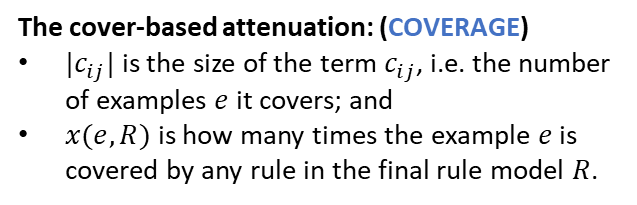 The cover-based attenuation: (COVERAGE)
• |c_{ij}| is the size of the term c_{ij}, i.e. the number
of examples e it covers; and
• x(e, R) is how many times the example e is
covered by any rule in the final rule model R.